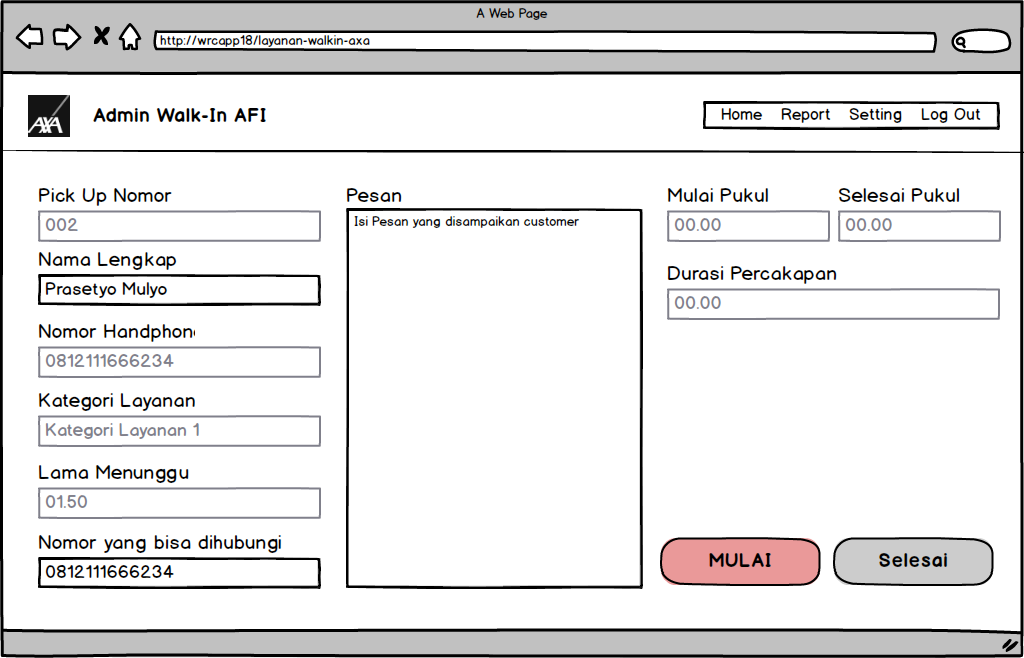 A Web Page
http://wrcapp18/layanan-walkin-axa
AXA
Admin Walk-In AFI
Home Report Setting Log Out
Pick Up Nomor
002
Nama Lengkap
Prasetyo Mulyo
Nomor Handphon
0812111666234
Kategori Layanan
Kategori Layanan 1
Lama Menunggu
01.50
Nomor yang bisa dihubungi
0812111666234
Pesan
Isi Pesan yang disampaikan customer
Mulai Pukul
00.00
Selesai Pukul
00.00
Durasi Percakapan
00.00
MULAI
Selesai